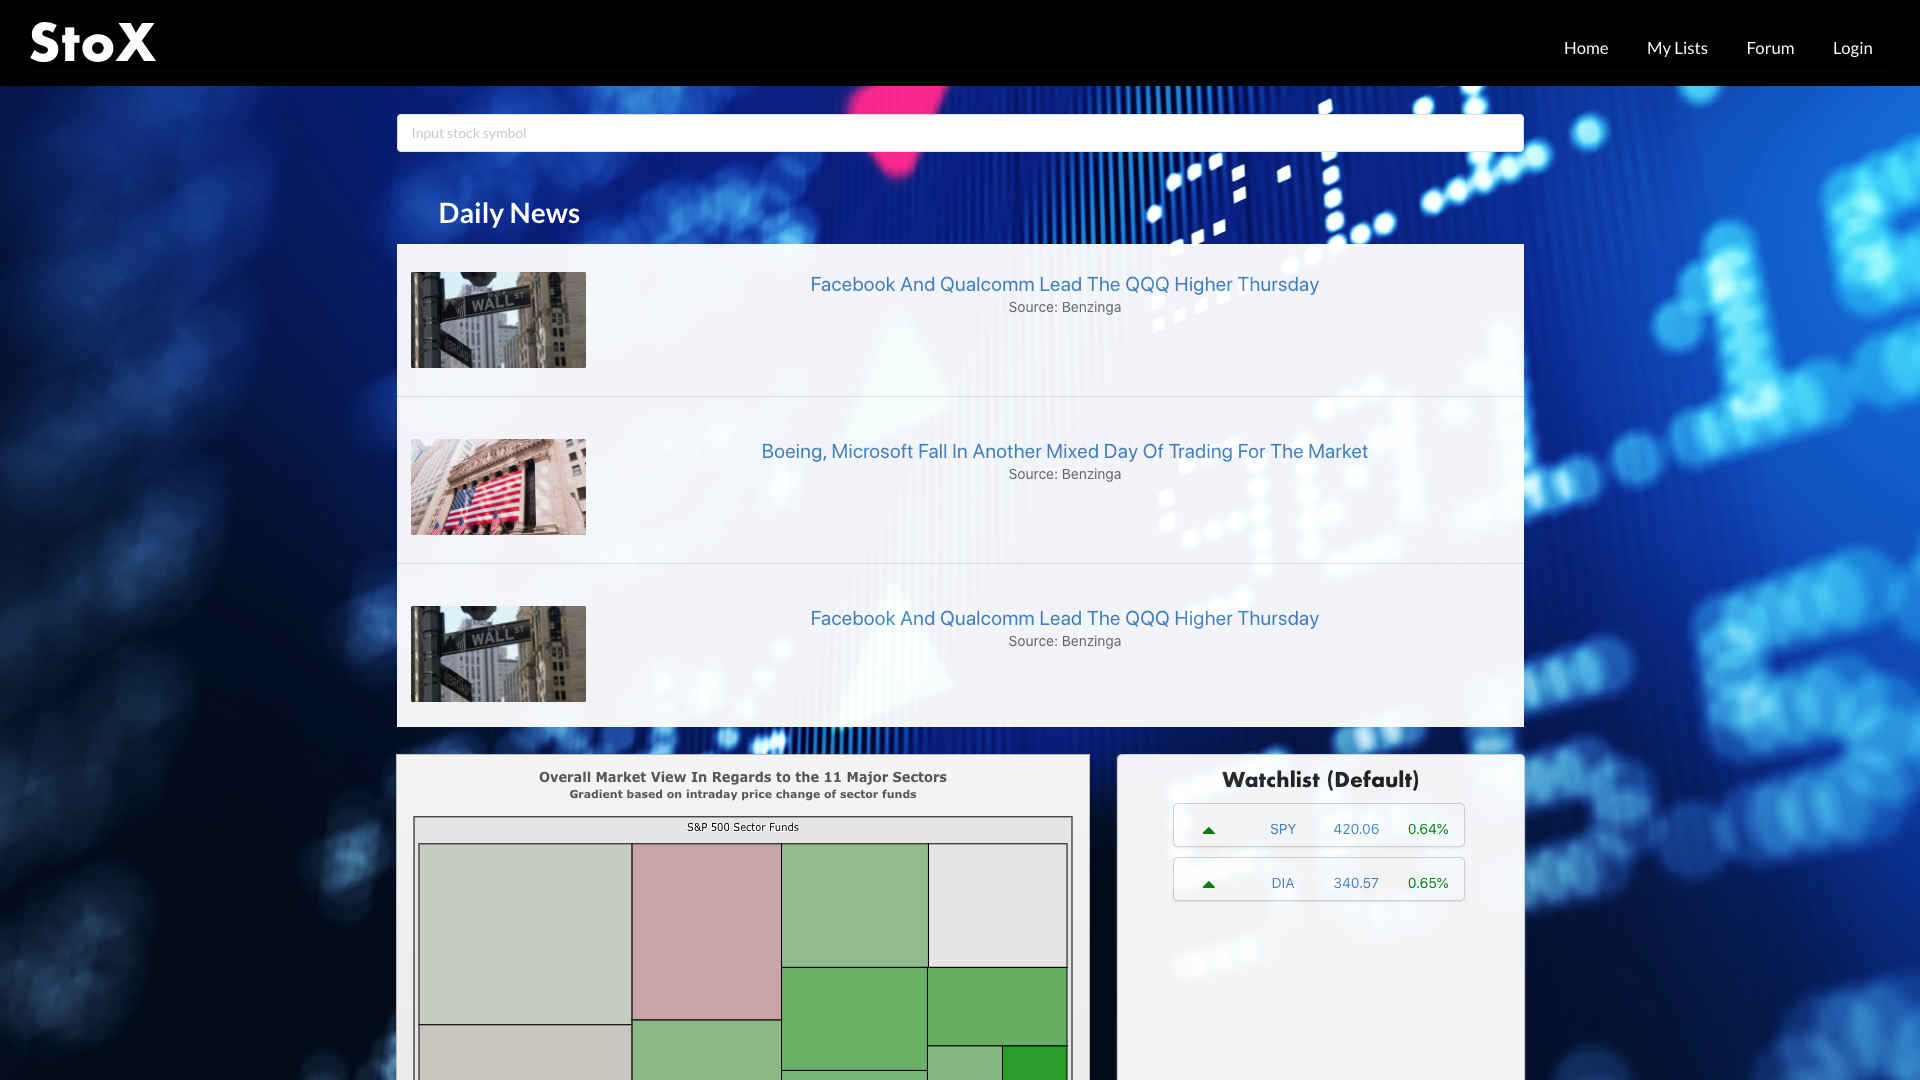 StoX
Home
My Lists
Forum
Login
Input stock symbol
Daily News
WALL ST
Facebook And Qualcomm Lead The QQQ Higher Thursday
Source: Benzinga
Boeing, Microsoft Fall In Another Mixed Day Of Trading For The Market
Source: Benzinga
WALL ST
Facebook And Qualcomm Lead The QQQ Higher Thursday
Source: Benzinga
Overall Market View In Regards to the 11 Major Sectors
Gradient based on intraday price change of sector funds
S&P 500 Sector Funds
Watchlist (Default)
SPY 420.06 0.64%
DIA 340.57 0.65%